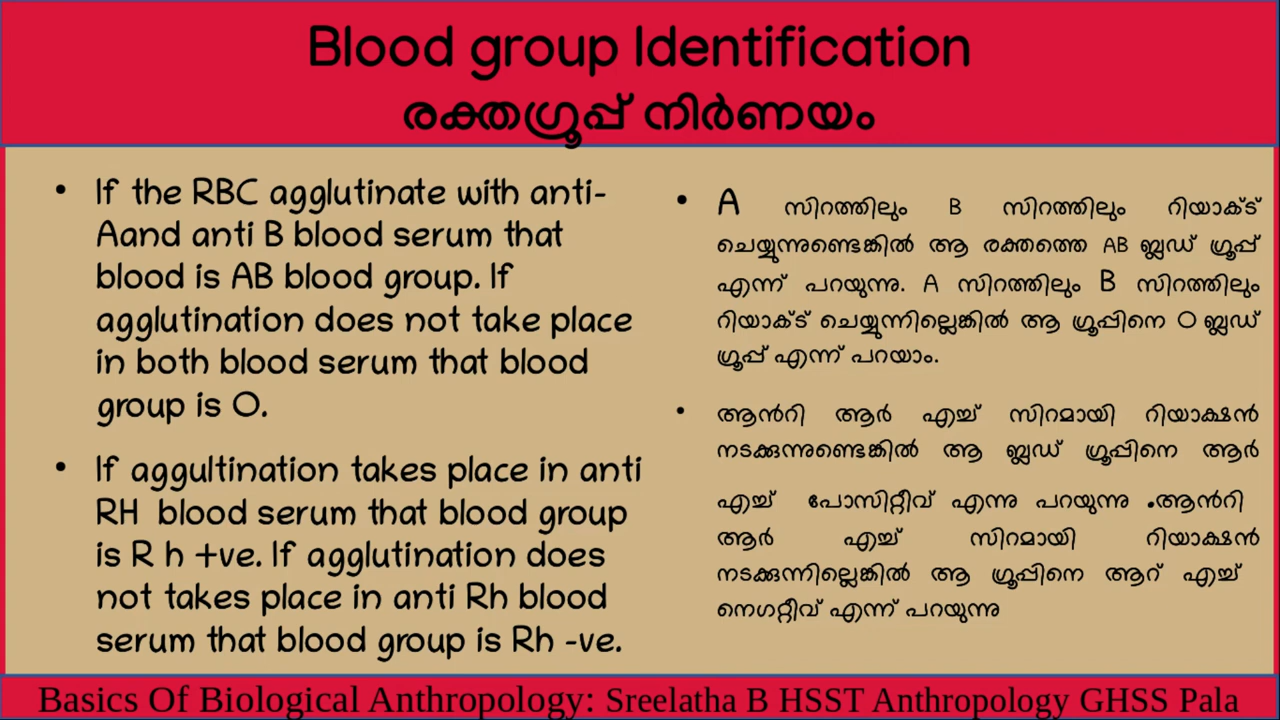 Blood group Identification
രക്തഗ്രൂപ്പ് നിർണയം
• If the RBC agglutinate with anti-
Aand anti B blood serum that
blood is AB blood group. If
agglutination does not take place
in both blood serum that blood
group is O.
• If aggultination takes place in anti
RH blood serum that blood group
is R h +ve. If agglutination does
not takes place in anti Rh blood
serum that blood group is Rh -ve.
• A സിറത്തിലും B സിറത്തിലും റിയാക്ട്
ചെയ്യുന്നുണ്ടെങ്കിൽ ആ രക്തത്തെ AB ബ്ലഡ് ഗ്രൂപ്പ്
എന്ന് പറയുന്നു. A സിറത്തിലും B സിറത്തിലും
റിയാക്ട് ചെയ്യുന്നില്ലെങ്കിൽ ആ ഗ്രൂപ്പിനെ O ബ്ലഡ്
ഗ്രൂപ്പ് എന്ന് പറയാം.
• ആൻറി ആർ എച്ച് സിറമായി റിയാക്ഷൻ
നടക്കുന്നുണ്ടെങ്കിൽ ആ ബ്ലഡ് ഗ്രൂപ്പിനെ ആർ
എച്ച് പോസിറ്റീവ് എന്നു പറയുന്നു .ആൻറി
ആർ എച്ച് സിറമായി റിയാക്ഷൻ
നടക്കുന്നില്ലെങ്കിൽ ആ ഗ്രൂപ്പിനെ ആറ് എച്ച്
നെഗറ്റീവ് എന്ന് പറയുന്നു
Basics Of Biological Anthropology: Sreelatha B HSST Anthropology GHSS Pala